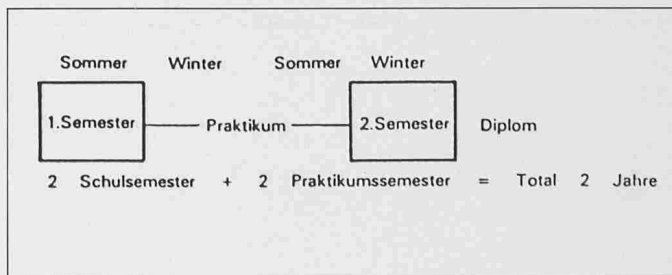 Sommer Winter Sommer Winter
1.Semester Praktikum 2.Semester Diplom
2 Schulsemester + 2 Praktikumssemester = Total 2 Jahre